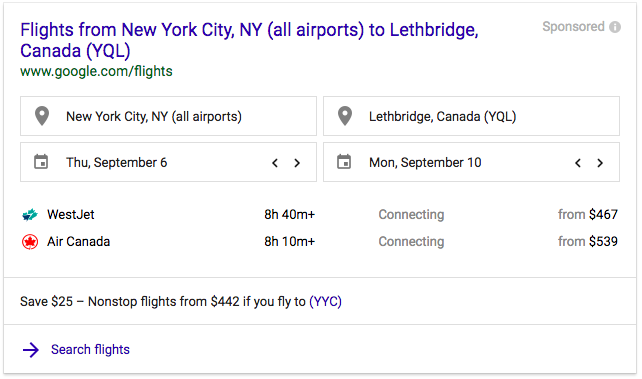 Flights from New York City, NY (all airports) to Lethbridge,
Canada (YQL)
Sponsored
www.google.com/flights
New York City, NY (all airports)
Lethbridge, Canada (YQL)
Thu, September 6
Mon, September 10
WestJet 8h 40m+ Connecting from $467
Air Canada 8h 10m+ Connecting from $539
Save $25 – Nonstop flights from $442 if you fly to (YYC)
Search flights